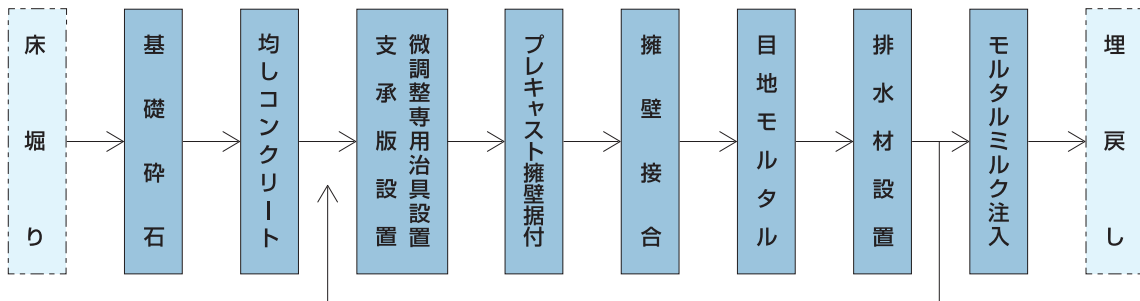 床堀り
基礎砕石
均しコンクリート
微調整専用治具設置
支承版設置
プレキャスト擁壁据付
擁壁接合
目地モルタル
排水材設置
モルタルミルク注入
埋戻し